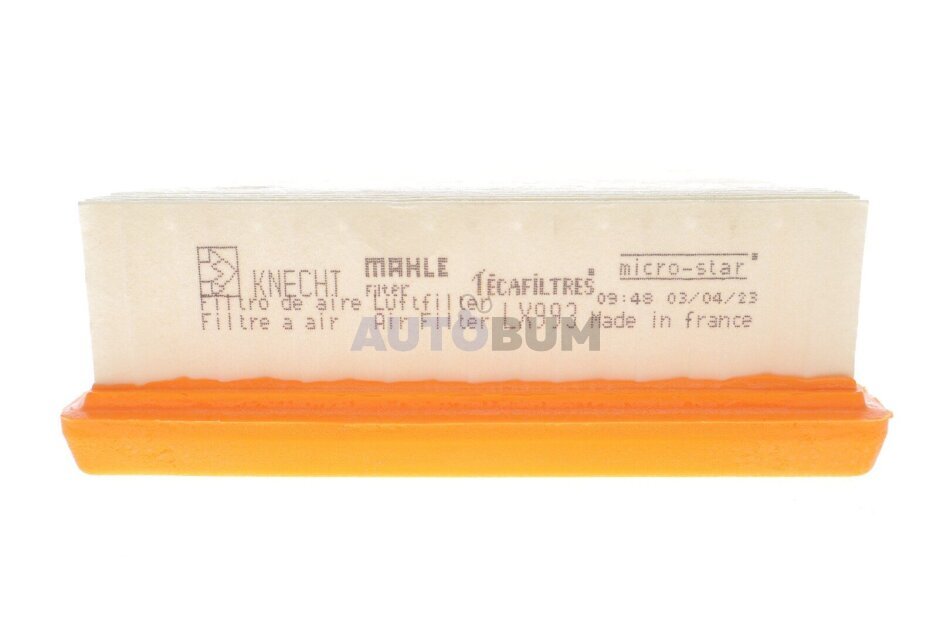 KNECHT MAHLE Filter TECAFILTRES micro-star
Filtro de aire Luftfilter 09:48 03/04/23
Filtre a air Air Filter LX993 Made in france
AUTOBUM